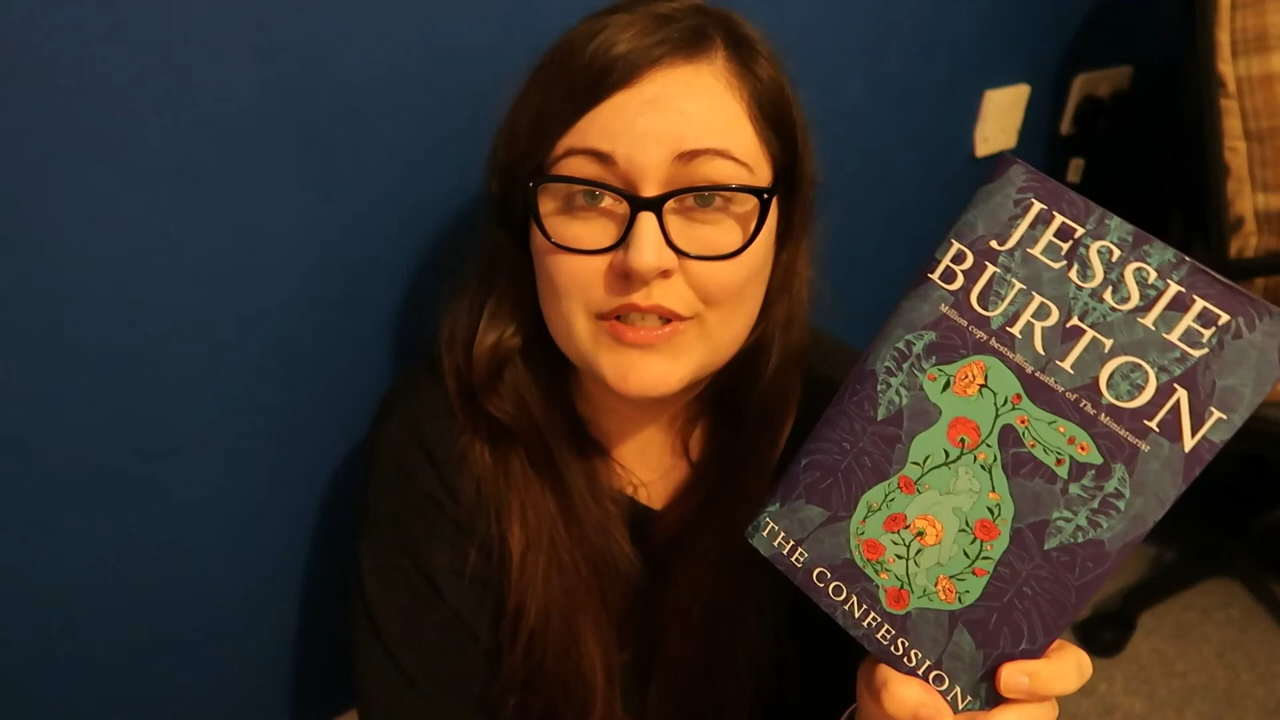 JESSIE
BURTON
Million copy bestselling author of The Miniaturist
THE CONFESSION